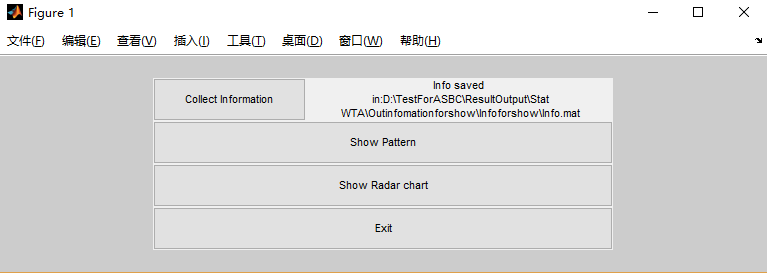 Figure 1
文件(F) 编辑(E) 查看(V) 插入(I) 工具(T) 桌面(D) 窗口(W) 帮助(H)
Collect Information
Info saved
in:D:\TestForASBC\ResultOutput\Stat
WTA\Outinfomationforshow\Infoforshow\Info.mat
Show Pattern
Show Radar chart
Exit